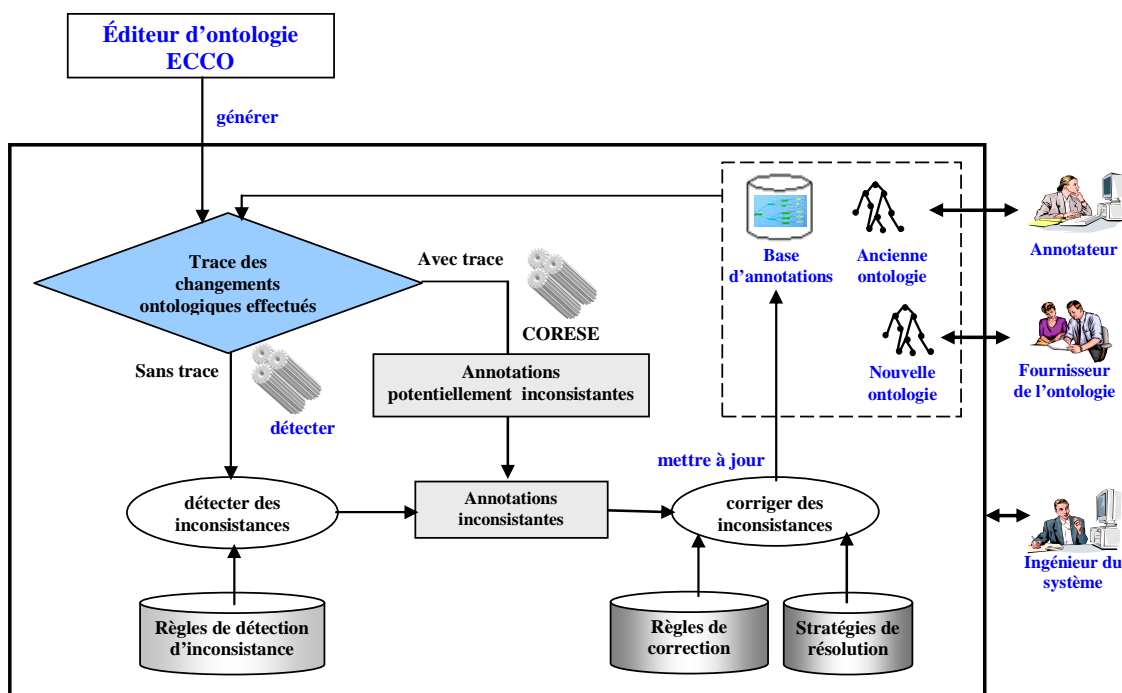 Éditeur d'ontologie
ECCO
générer
Trace des
changements
ontologiques effectués
Avec trace
CORESE
Sans trace
détecter
Annotations
potentiellement inconsistantes
Base
d'annotations
Ancienne
ontologie
Nouvelle
ontologie
Annotateur
Fournisseur
de l'ontologie
mettre à jour
détecter des
inconsistances
Annotations
inconsistantes
corriger des
inconsistances
Ingénieur du
système
Règles de détection
d'inconsistance
Règles de
correction
Stratégies de
résolution